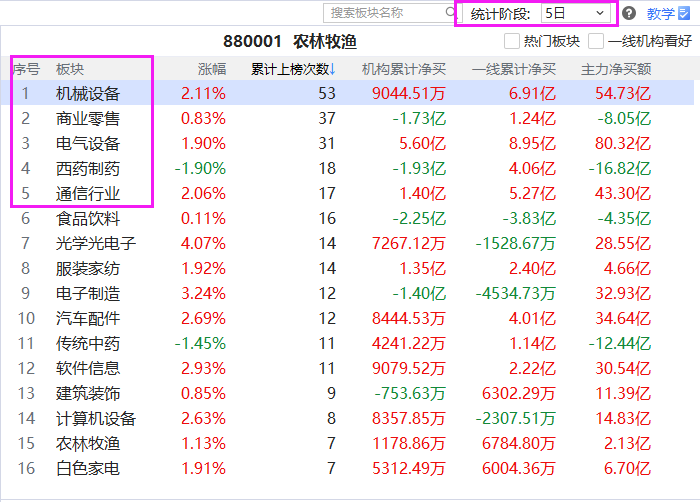 搜索板块名称 统计阶段: 5日 ? 教学
880001 农林牧渔 热门板块 一线机构看好
序号 板块 涨幅 累计上榜次数↓ 机构累计净买 一线累计净买 主力净买额
1 机械设备 2.11% 53 9044.51万 6.91亿 54.73亿
2 商业零售 0.83% 37 -1.73亿 1.24亿 -8.05亿
3 电气设备 1.90% 31 5.60亿 8.95亿 80.32亿
4 西药制药 -1.90% 18 -1.93亿 4.06亿 -16.82亿
5 通信行业 2.06% 17 1.40亿 5.27亿 43.30亿
6 食品饮料 0.11% 16 -2.25亿 -3.83亿 -4.35亿
7 光学光电子 4.07% 14 7267.12万 -1528.67万 28.55亿
8 服装家纺 1.92% 14 1.35亿 2.40亿 4.66亿
9 电子制造 3.24% 12 -1.40亿 -4534.73万 32.93亿
10 汽车配件 2.69% 12 8444.53万 4.01亿 34.64亿
11 传统中药 -1.45% 11 4241.22万 1.14亿 -12.44亿
12 软件信息 2.93% 11 9079.52万 2.22亿 30.54亿
13 建筑装饰 0.85% 9 -753.63万 6302.29万 11.39亿
14 计算机设备 2.63% 8 8357.85万 -2307.51万 14.83亿
15 农林牧渔 1.13% 7 1178.86万 6784.80万 2.13亿
16 白色家电 1.91% 7 5312.49万 6004.36万 6.70亿